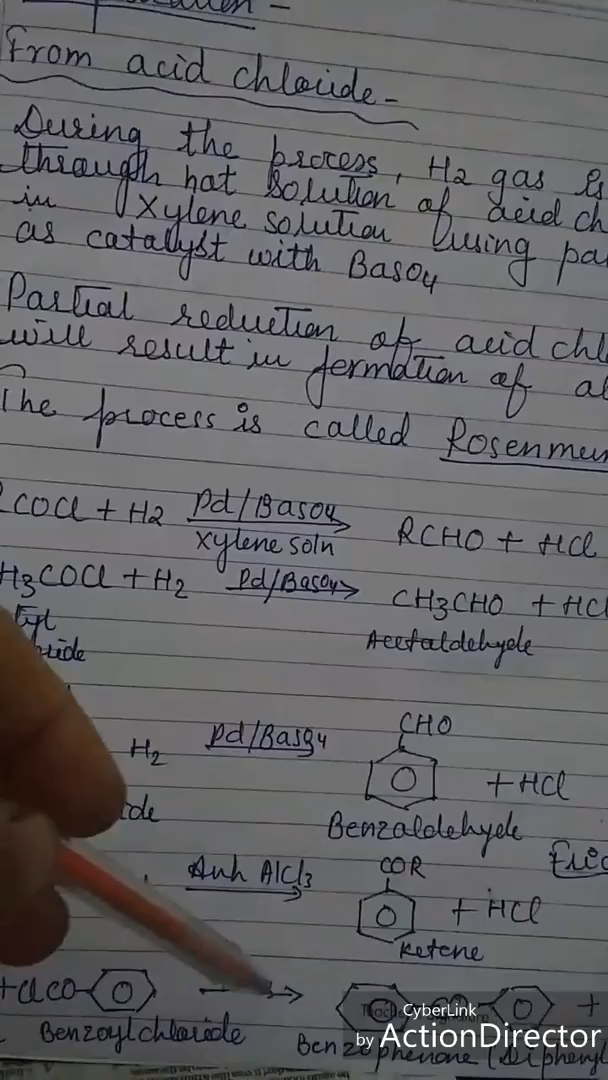 From acid chloride -
During the process, H2 gas is
through hot solution of acid ch
in Xylene solution using pa
as catalyst with BaSO4
Partial reduction of acid chl
will result in formation of al
The process is called Rosenmun
RCOCl + H2 Pd/BaSO4 RCHO + HCl
xylene soln
H3COCl + H2 Pd/BaSO4 CH3CHO + HCl
Acetaldehyde
CHO
H2 Pd/BaSO4 + HCl
Benzaldehyde
Anh AlCl3 COR + HCl
Ketene
+ClCO
Benzoylchloride Benzophenone (Diphenyl
CyberLink
by ActionDirector